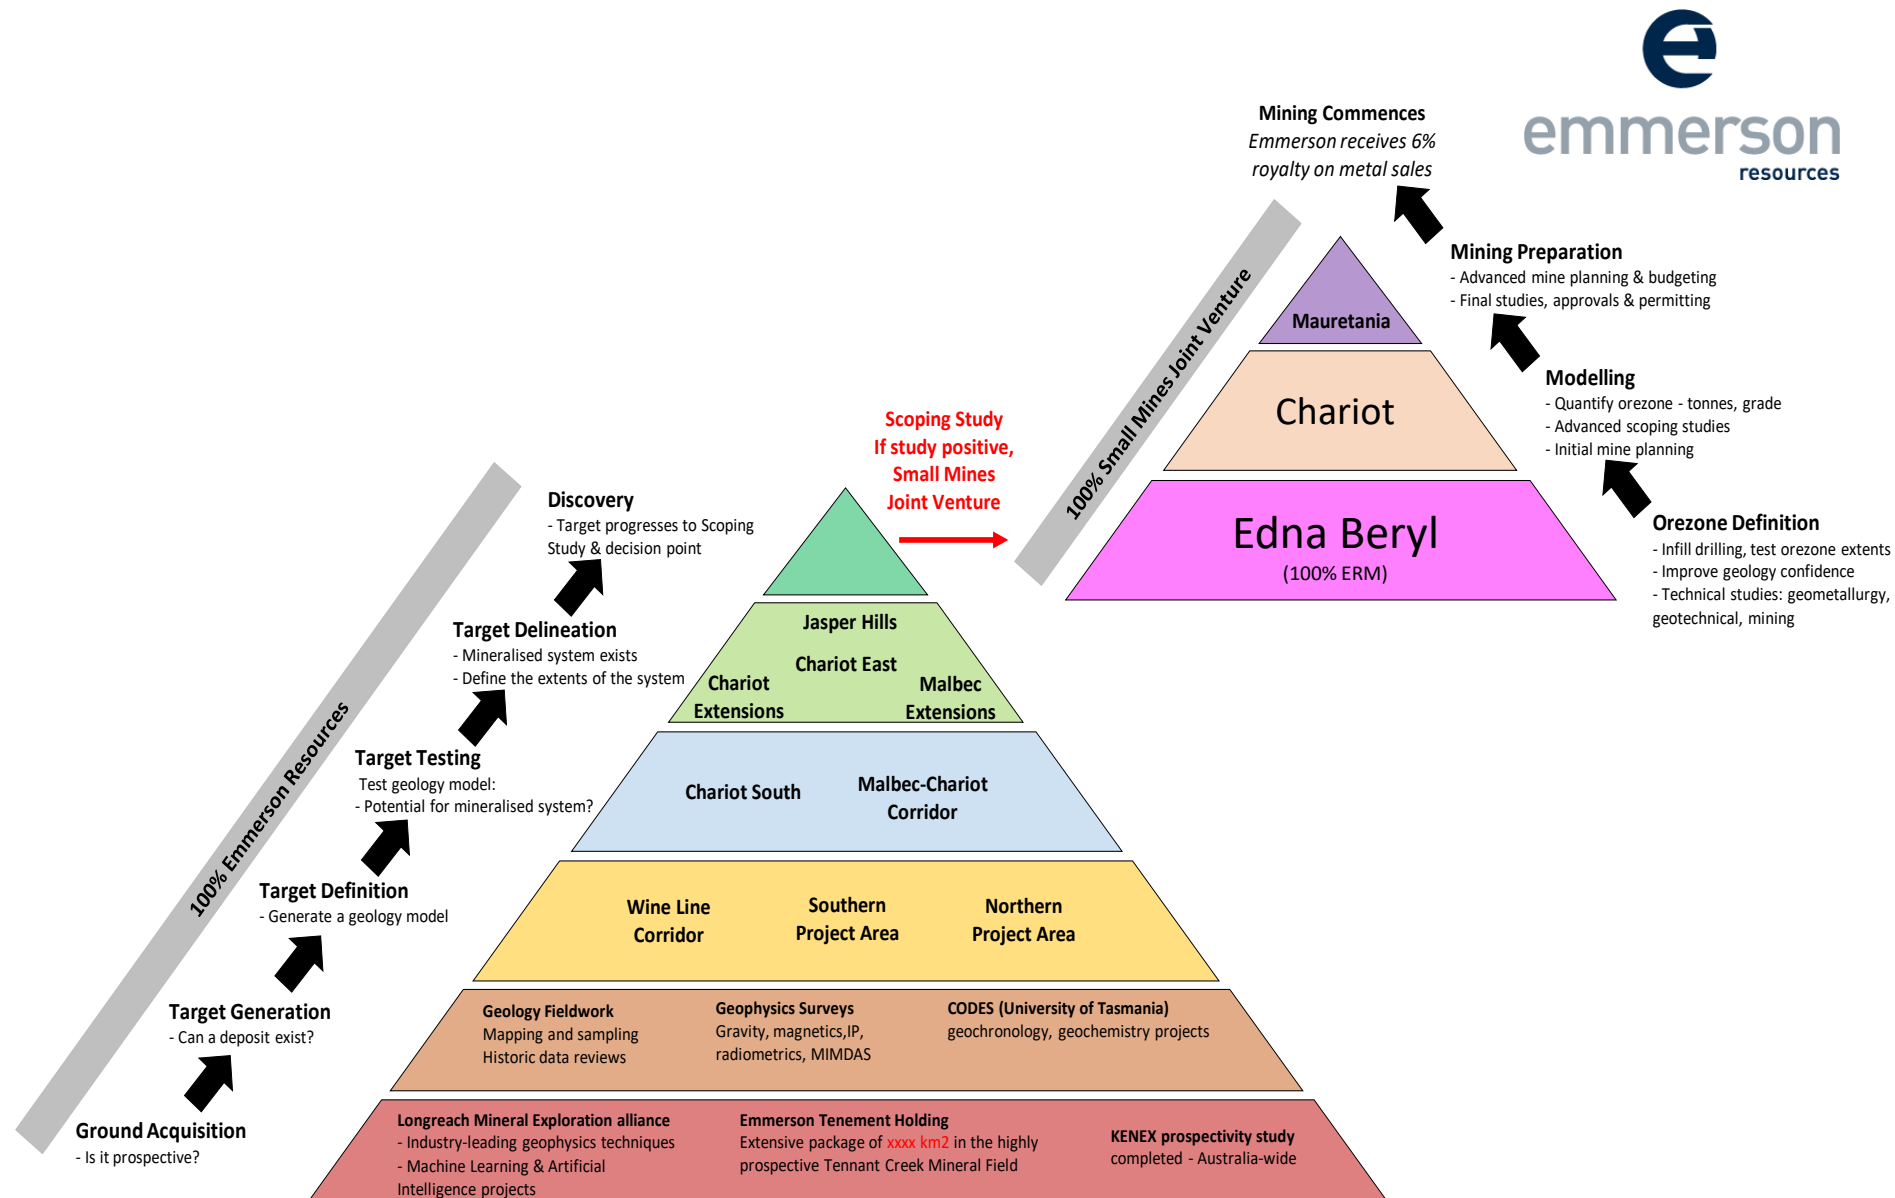 emmerson
resources
Mining Commences
Emmerson receives 6%
royalty on metal sales
Mining Preparation
- Advanced mine planning & budgeting
- Final studies, approvals & permitting
Modelling
- Quantify orezone - tonnes, grade
- Advanced scoping studies
- Initial mine planning
Orezone Definition
- Infill drilling, test orezone extents
- Improve geology confidence
- Technical studies: geometallurgy,
geotechnical, mining
100% Small Mines Joint Venture
Mauretania
Chariot
Edna Beryl
(100% ERM)
Scoping Study
If study positive,
Small Mines
Joint Venture
100% Emmerson Resources
Discovery
- Target progresses to Scoping
Study & decision point
Target Delineation
- Mineralised system exists
- Define the extents of the system
Target Testing
Test geology model:
- Potential for mineralised system?
Target Definition
- Generate a geology model
Target Generation
- Can a deposit exist?
Ground Acquisition
- Is it prospective?
Jasper Hills
Chariot East
Chariot
Extensions
Malbec
Extensions
Chariot South
Malbec-Chariot
Corridor
Wine Line
Corridor
Southern
Project Area
Northern
Project Area
Geology Fieldwork
Mapping and sampling
Historic data reviews
Geophysics Surveys
Gravity, magnetics,IP,
radiometrics, MIMDAS
CODES (University of Tasmania)
geochronology, geochemistry projects
Longreach Mineral Exploration alliance
- Industry-leading geophysics techniques
- Machine Learning & Artificial
Intelligence projects
Emmerson Tenement Holding
Extensive package of xxxx km2 in the highly
prospective Tennant Creek Mineral Field
KENEX prospectivity study
completed - Australia-wide